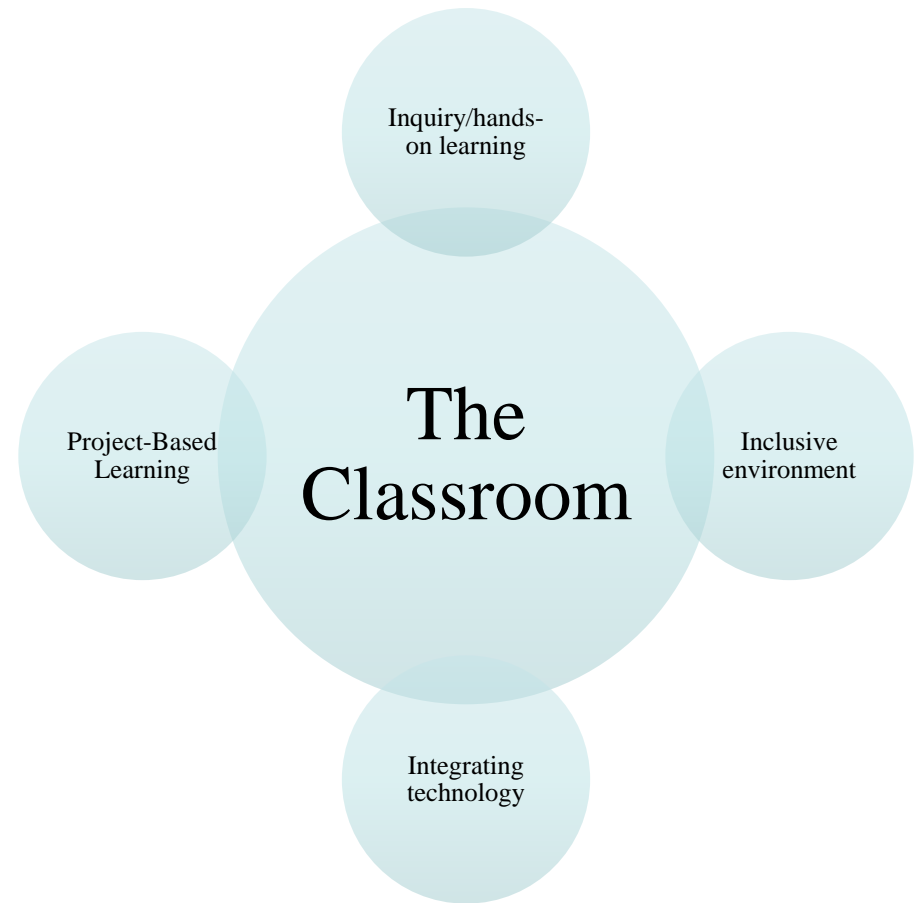 Inquiry/hands-
on learning
The
Classroom
Project-Based
Learning
Inclusive
environment
Integrating
technology